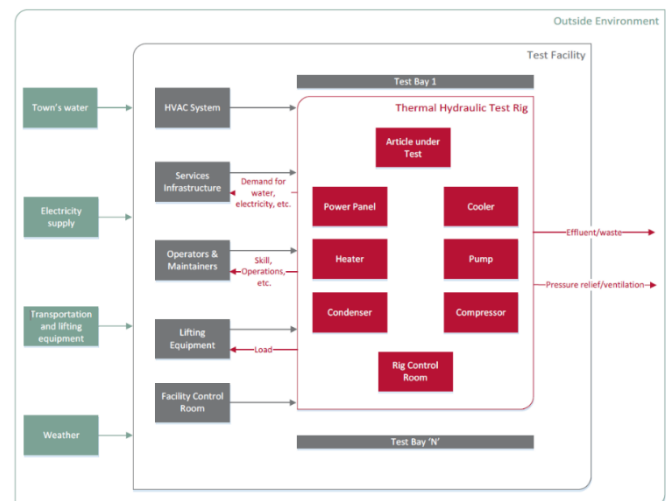 Outside Environment
Test Facility
Test Bay 1
Town's water
HVAC System
Thermal Hydraulic Test Rig
Article under
Test
Services
Infrastructure
Demand for
water,
electricity, etc.
Power Panel
Cooler
Electricity
supply
Effluent/waste
Operators &
Maintainers
Skill,
Operations,
etc.
Heater
Pump
Pressure relief/ventilation
Transportation
and lifting
equipment
Lifting
Equipment
Load
Condenser
Compressor
Rig Control
Room
Facility Control
Room
Weather
Test Bay 'N'